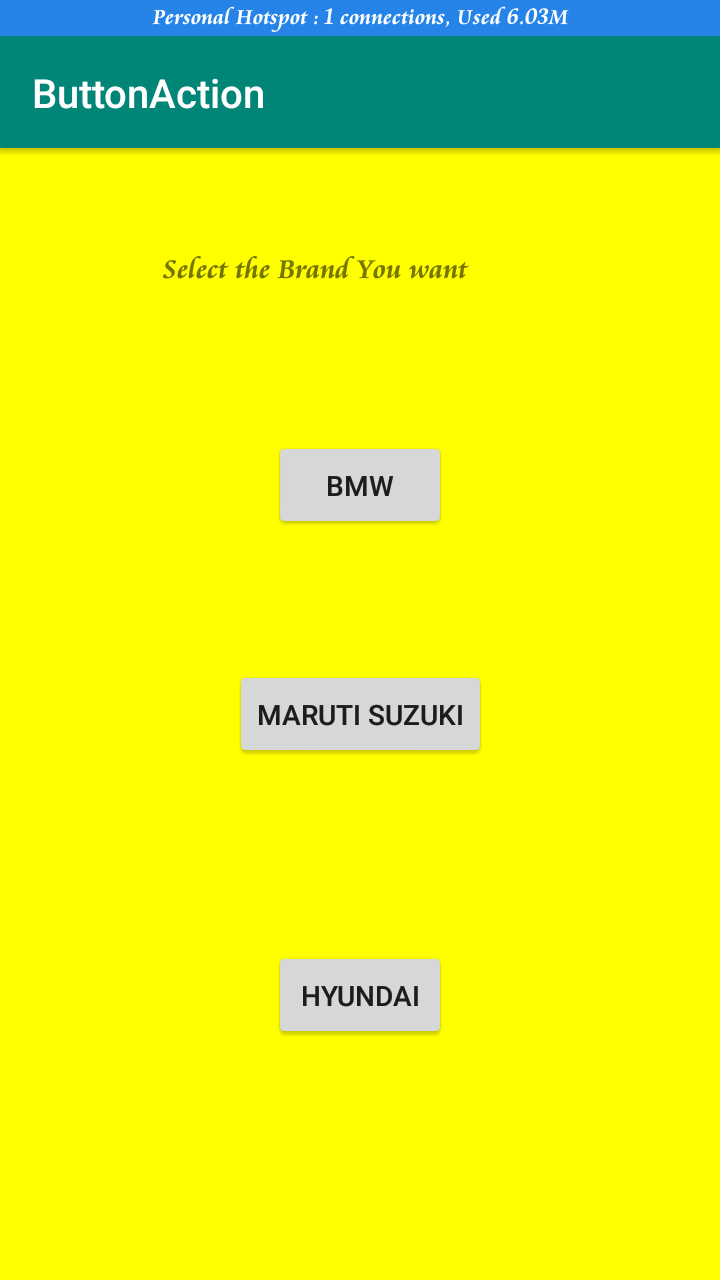 Personal Hotspot : 1 connections, Used 6.03M
ButtonAction
Select the Brand You want
BMW
MARUTI SUZUKI
HYUNDAI